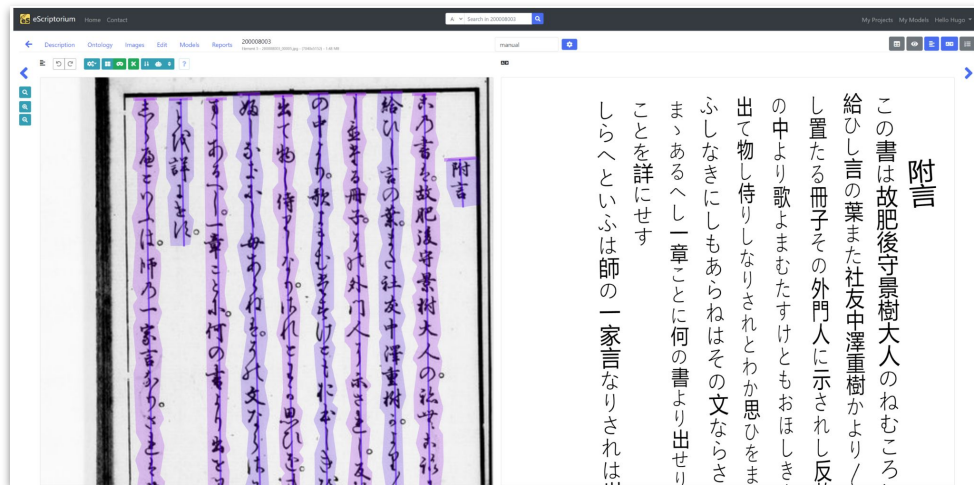 eScriptorium Home Contact
A Search in 200008003
My Projects My Models Hello Hugo
Description Ontology Images Edit Models Reports
200008003
manual
附言
この書は故肥後守景樹大人のねむころ
給ひし言の葉また社友中澤重樹かより〳
し置たる冊子その外門人に示されし反
の中より歌よまむたすけともおほしき
出て物し侍りしなりされとわか思ひをま
ふしなきにしもあらねはその文ならさ
まゝあるへし一章ことに何の書より出せり
ことを詳にせす
しらへといふは師の一家言なりされは